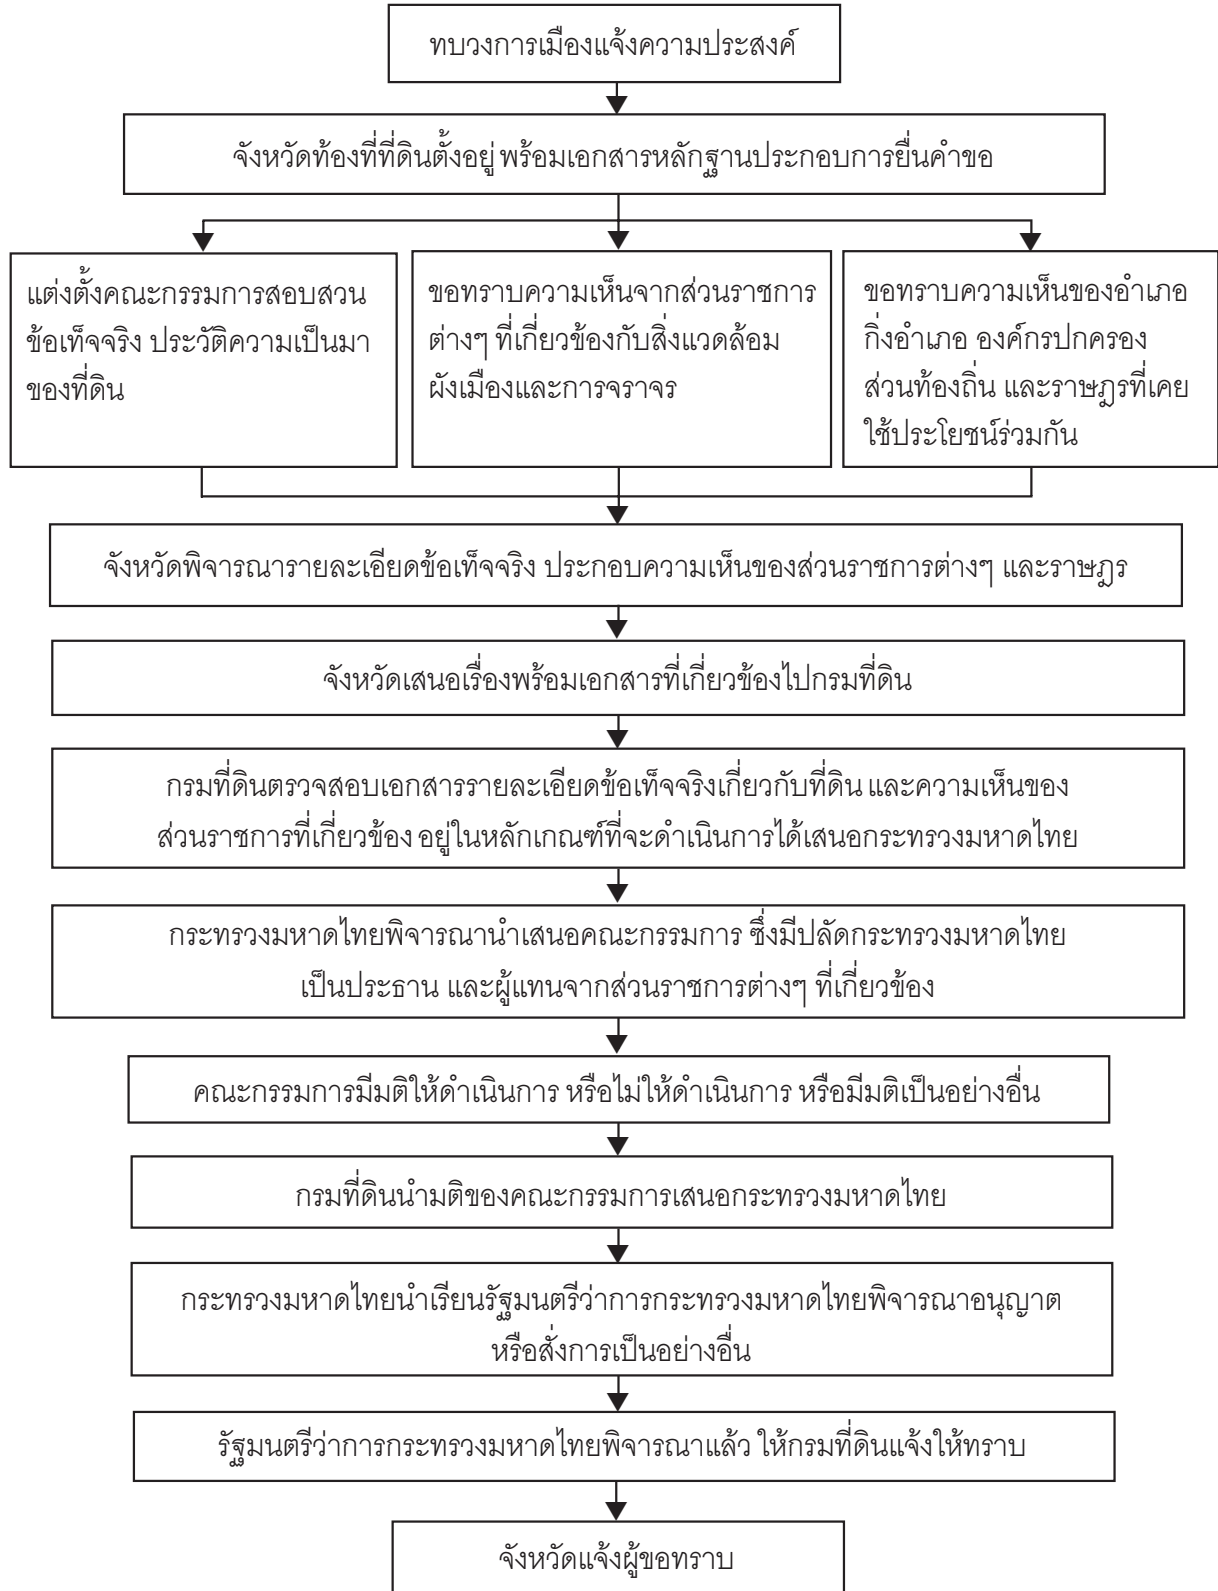 ทบวงการเมืองแจ้งความประสงค์
จังหวัดท้องที่ที่ดินตั้งอยู่ พร้อมเอกสารหลักฐานประกอบการยื่นคำขอ
แต่งตั้งคณะกรรมการสอบสวน
ข้อเท็จจริง ประวัติความเป็นมา
ของที่ดิน
ขอทราบความเห็นจากส่วนราชการ
ต่างๆ ที่เกี่ยวข้องกับสิ่งแวดล้อม
ผังเมืองและการจราจร
ขอทราบความเห็นของอำเภอ
กิ่งอำเภอ องค์กรปกครอง
ส่วนท้องถิ่น และราษฎรที่เคย
ใช้ประโยชน์ร่วมกัน
จังหวัดพิจารณารายละเอียดข้อเท็จจริง ประกอบความเห็นของส่วนราชการต่างๆ และราษฎร
จังหวัดเสนอเรื่องพร้อมเอกสารที่เกี่ยวข้องไปกรมที่ดิน
กรมที่ดินตรวจสอบเอกสารรายละเอียดข้อเท็จจริงเกี่ยวกับที่ดิน และความเห็นของ
ส่วนราชการที่เกี่ยวข้อง อยู่ในหลักเกณฑ์ที่จะดำเนินการได้เสนอกระทรวงมหาดไทย
กระทรวงมหาดไทยพิจารณานำเสนอคณะกรรมการ ซึ่งมีปลัดกระทรวงมหาดไทย
เป็นประธาน และผู้แทนจากส่วนราชการต่างๆ ที่เกี่ยวข้อง
คณะกรรมการมีมติให้ดำเนินการ หรือไม่ให้ดำเนินการ หรือมีมติเป็นอย่างอื่น
กรมที่ดินนำมติของคณะกรรมการเสนอกระทรวงมหาดไทย
กระทรวงมหาดไทยนำเรียนรัฐมนตรีว่าการกระทรวงมหาดไทยพิจารณาอนุญาต
หรือสั่งการเป็นอย่างอื่น
รัฐมนตรีว่าการกระทรวงมหาดไทยพิจารณาแล้ว ให้กรมที่ดินแจ้งให้ทราบ
จังหวัดแจ้งผู้ขอทราบ